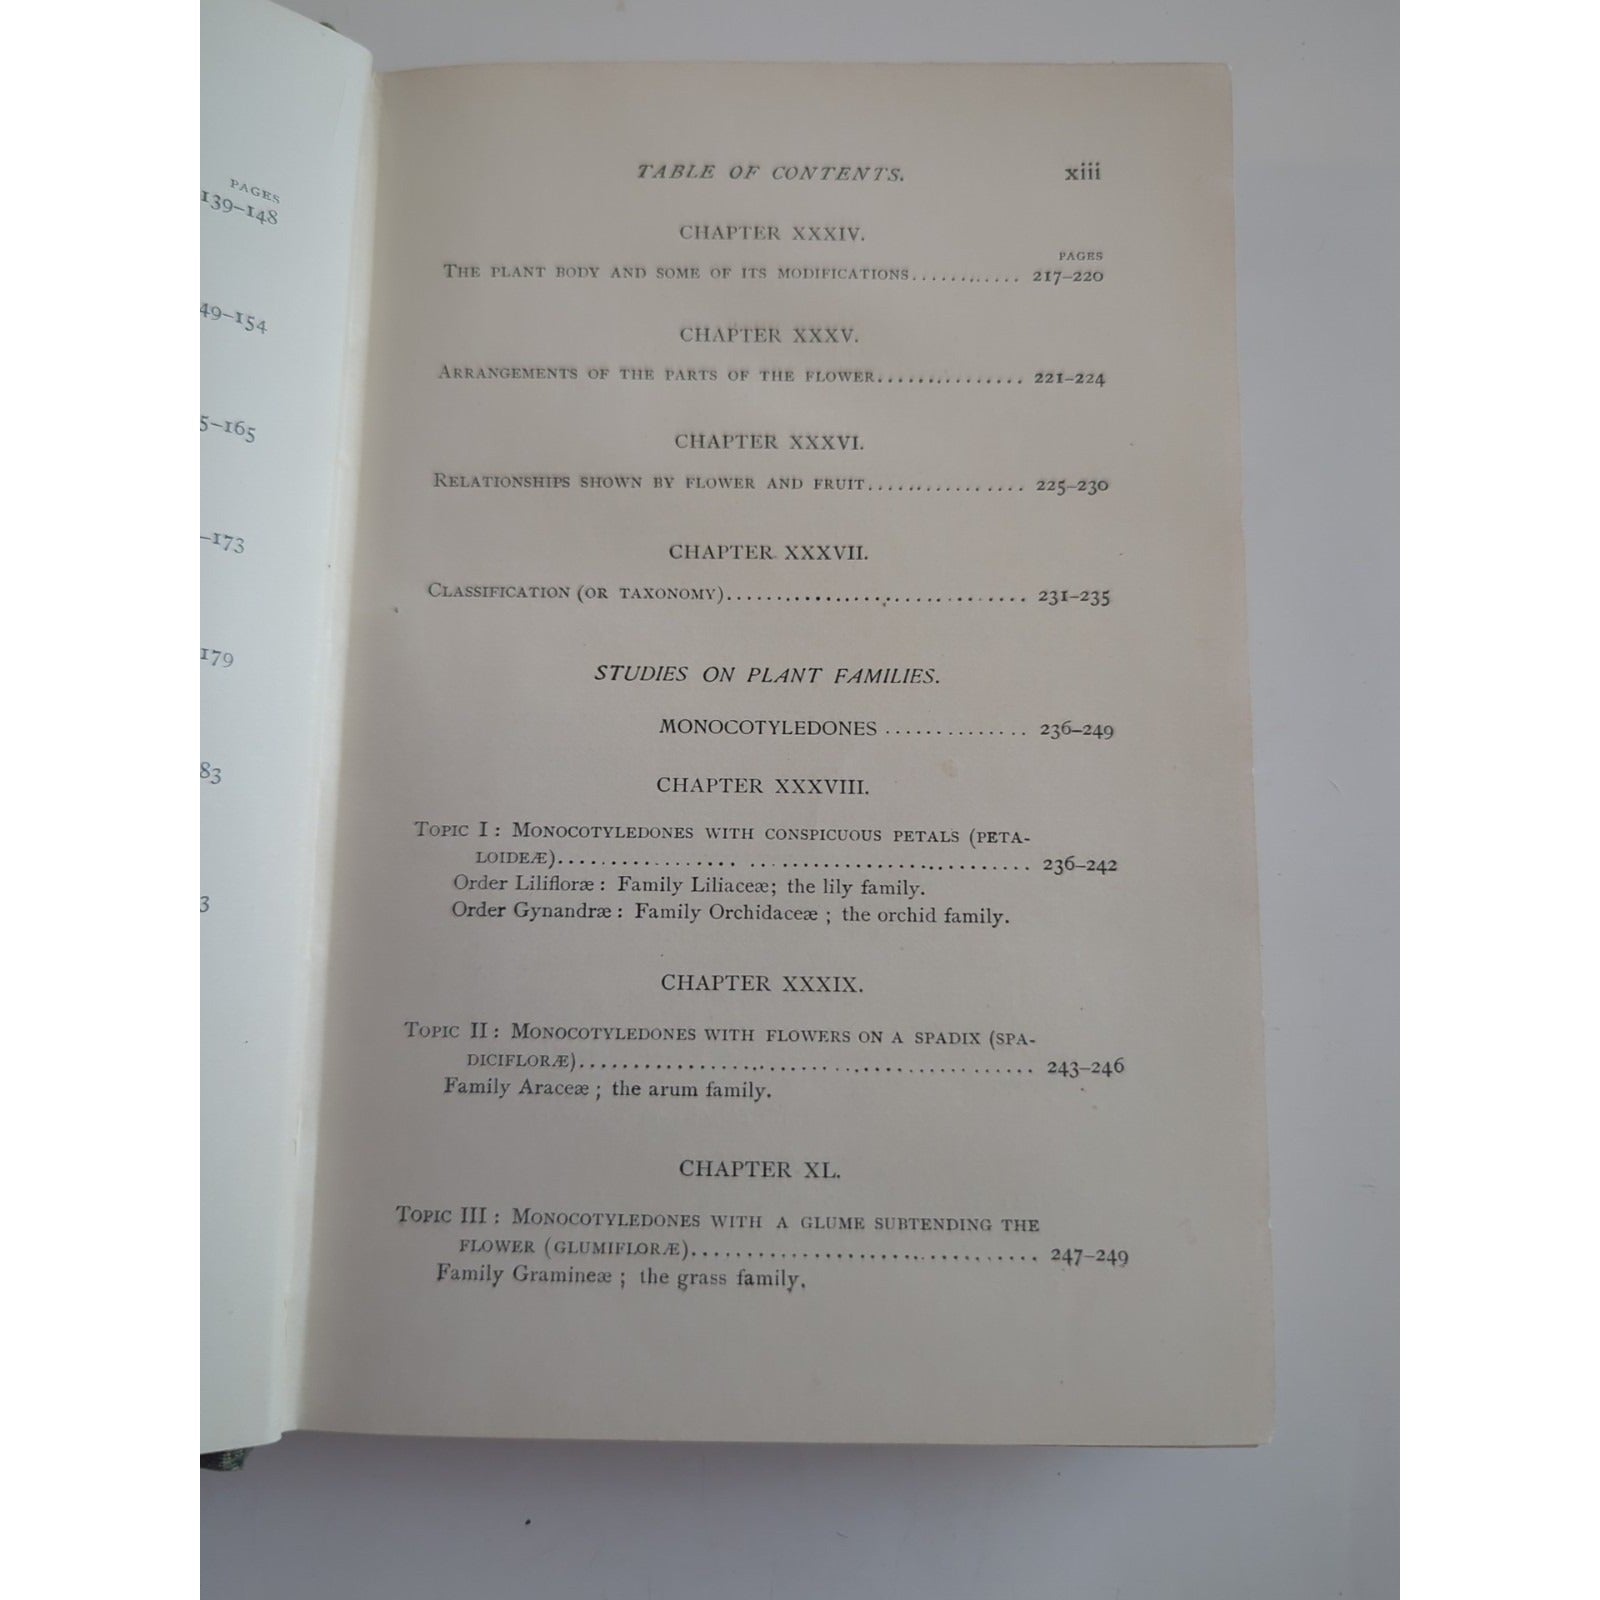 PAGES
139–148
49–154
5–165
–173
179
83
3
TABLE OF CONTENTS. xiii
CHAPTER XXXIV.
PAGES
THE PLANT BODY AND SOME OF ITS MODIFICATIONS............ 217–220
CHAPTER XXXV.
ARRANGEMENTS OF THE PARTS OF THE FLOWER............... 221–224
CHAPTER XXXVI.
RELATIONSHIPS SHOWN BY FLOWER AND FRUIT................ 225–230
CHAPTER XXXVII.
CLASSIFICATION (OR TAXONOMY)............................. 231–235
STUDIES ON PLANT FAMILIES.
MONOCOTYLEDONES .............. 236–249
CHAPTER XXXVIII.
TOPIC I: MONOCOTYLEDONES WITH CONSPICUOUS PETALS (PETA-
LOIDEÆ).................................... 236–242
Order Lilifloræ: Family Liliaceæ; the lily family.
Order Gynandræ: Family Orchidaceæ; the orchid family.
CHAPTER XXXIX.
TOPIC II: MONOCOTYLEDONES WITH FLOWERS ON A SPADIX (SPA-
DICIFLORÆ)................................... 243–246
Family Araceæ; the arum family.
CHAPTER XL.
TOPIC III: MONOCOTYLEDONES WITH A GLUME SUBTENDING THE
FLOWER (GLUMIFLORÆ)............................ 247–249
Family Gramineæ; the grass family.